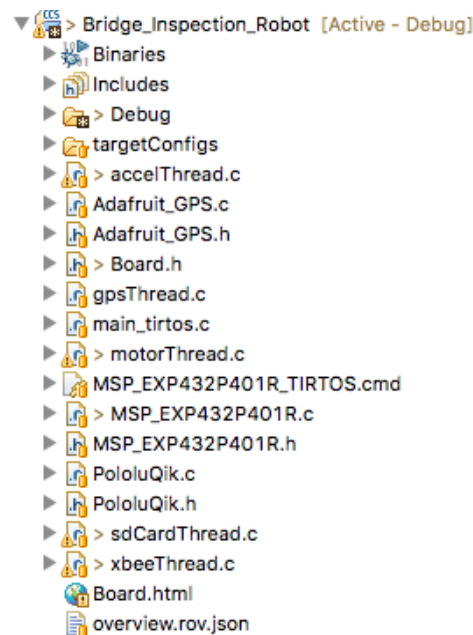 > Bridge_Inspection_Robot [Active - Debug]
Binaries
Includes
> Debug
targetConfigs
> accelThread.c
Adafruit_GPS.c
Adafruit_GPS.h
> Board.h
gpsThread.c
main_tirtos.c
> motorThread.c
MSP_EXP432P401R_TIRTOS.cmd
> MSP_EXP432P401R.c
MSP_EXP432P401R.h
PololuQik.c
PololuQik.h
> sdCardThread.c
> xbeeThread.c
Board.html
overview.rov.json